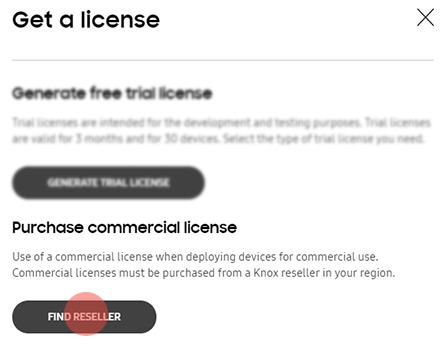 Get a license
Generate free trial license
Trial licenses are intended for the development and testing purposes. Trial licenses
are valid for 3 months and for 30 devices. Select the type of trial license you need.
GENERATE TRIAL LICENSE
Purchase commercial license
Use of a commercial license when deploying devices for commercial use.
Commercial licenses must be purchased from a Knox reseller in your region.
FIND RESELLER